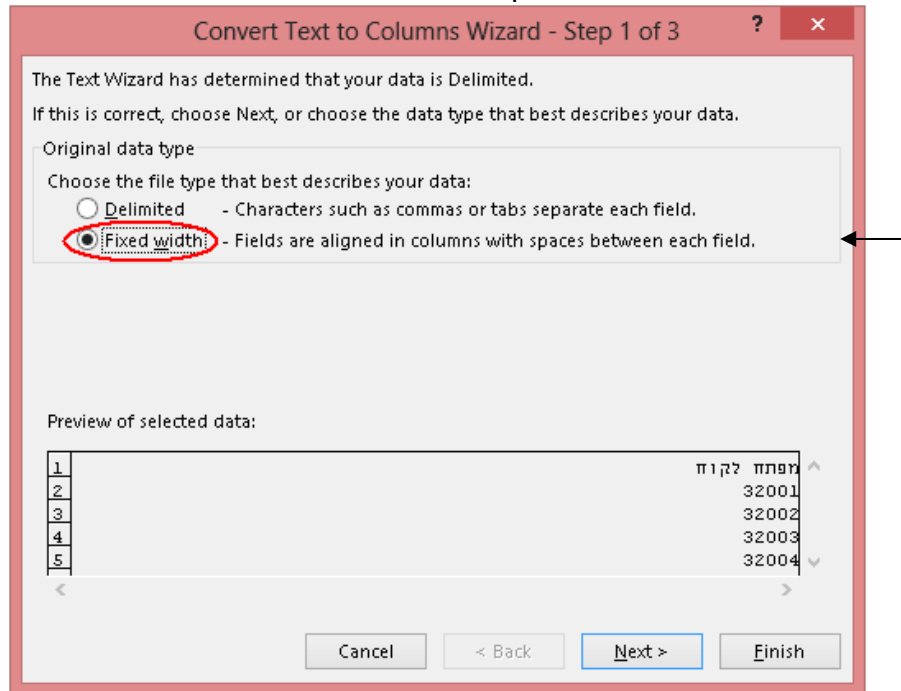 Convert Text to Columns Wizard - Step 1 of 3 ? ×
The Text Wizard has determined that your data is Delimited.
If this is correct, choose Next, or choose the data type that best describes your data.
Original data type
Choose the file type that best describes your data:
Delimited - Characters such as commas or tabs separate each field.
Fixed width - Fields are aligned in columns with spaces between each field.
Preview of selected data:
1 מפתח לקוח
2 32001
3 32002
4 32003
5 32004
Cancel < Back Next > Finish